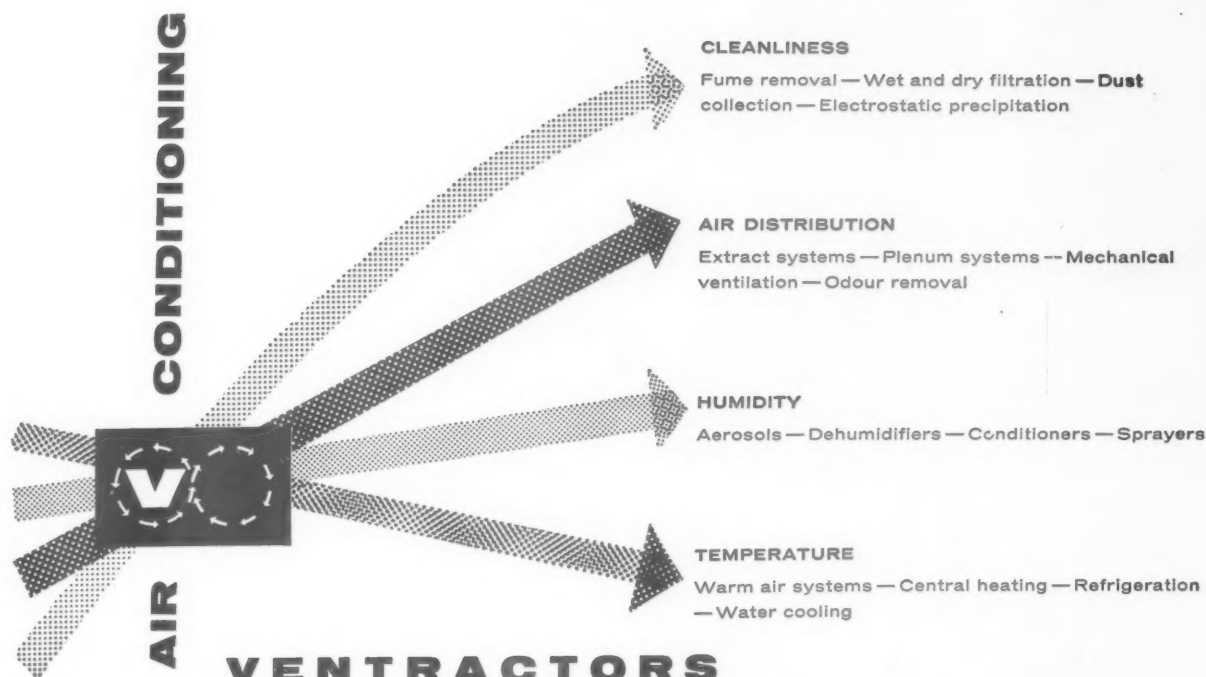 AIR CONDITIONING
CLEANLINESS
Fume removal — Wet and dry filtration — Dust
collection — Electrostatic precipitation
AIR DISTRIBUTION
Extract systems — Plenum systems -- Mechanical
ventilation — Odour removal
HUMIDITY
Aerosols — Dehumidifiers — Conditioners — Sprayers
V
TEMPERATURE
Warm air systems — Central heating — Refrigeration
— Water cooling
VENTRACTORS